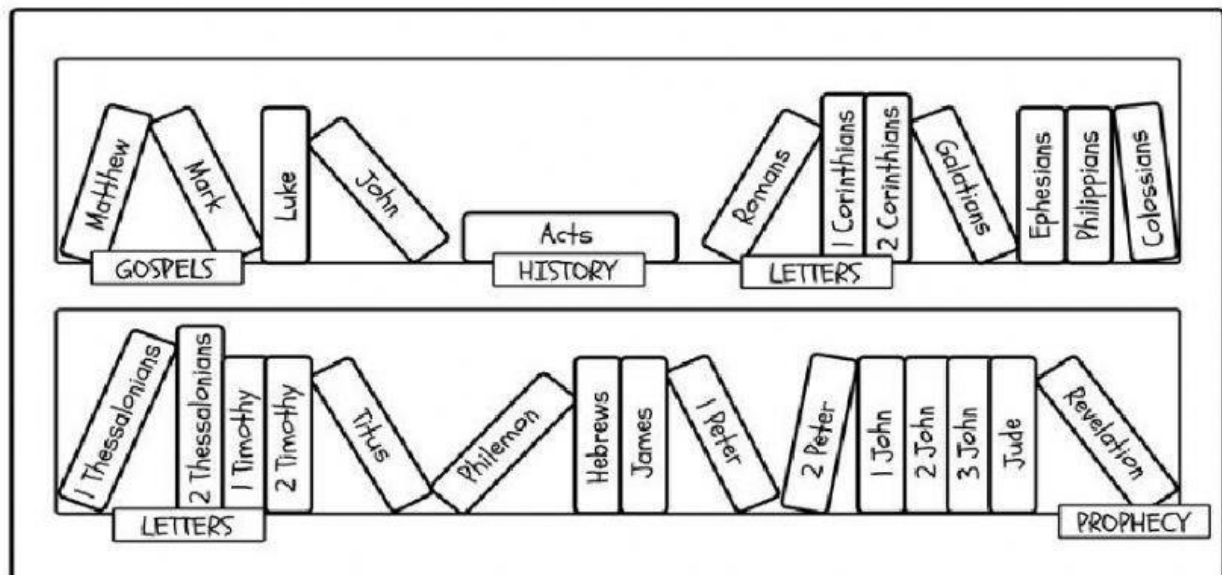 Matthew
Mark
Luke
John
Acts
Romans
1 Corinthians
2 Corinthians
Galatians
Ephesians
Philippians
Colossians
GOSPELS
HISTORY
LETTERS
1 Thessalonians
2 Thessalonians
1 Timothy
2 Timothy
Titus
Philemon
Hebrews
James
1 Peter
2 Peter
1 John
2 John
3 John
Jude
Revelation
LETTERS
PROPHECY